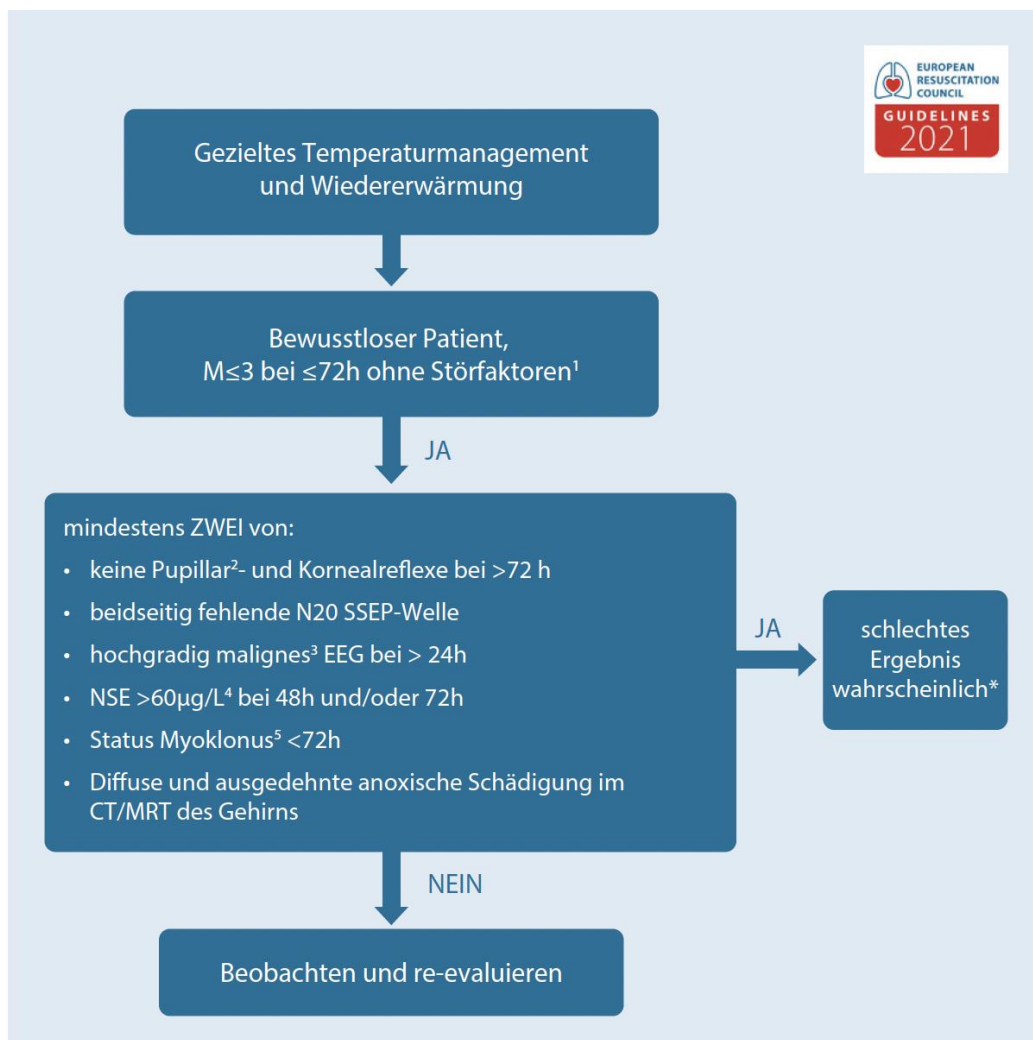 EUROPEAN
RESUSCITATION
COUNCIL
GUIDELINES
2021
Gezieltes Temperaturmanagement
und Wiedererwärmung
Bewusstloser Patient,
M≤3 bei ≤72h ohne Störfaktoren¹
JA
mindestens ZWEI von:
• keine Pupillar²- und Kornealreflexe bei >72 h
• beidseitig fehlende N20 SSEP-Welle
• hochgradig malignes³ EEG bei > 24h
• NSE >60µg/L⁴ bei 48h und/oder 72h
• Status Myoklonus⁵ <72h
• Diffuse und ausgedehnte anoxische Schädigung im
CT/MRT des Gehirns
JA
schlechtes
Ergebnis
wahrscheinlich*
NEIN
Beobachten und re-evaluieren